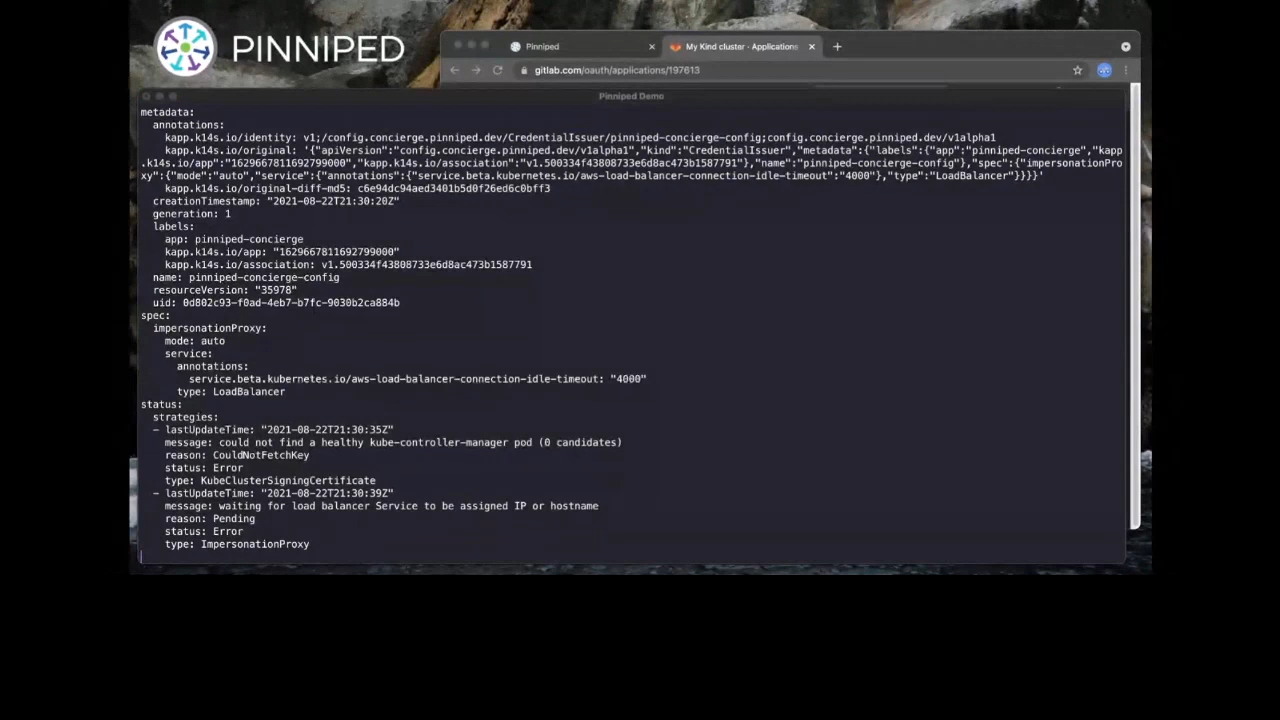 PINNIPED
Pinniped
My Kind cluster · Applications
gitlab.com/oauth/applications/197613
Pinniped Demo
metadata:
annotations:
kapp.k14s.io/identity: v1;/config.concierge.pinniped.dev/CredentialIssuer/pinniped-concierge-config;config.concierge.pinniped.dev/v1alpha1
kapp.k14s.io/original: '{"apiVersion":"config.concierge.pinniped.dev/v1alpha1","kind":"CredentialIssuer","metadata":{"labels":{"app":"pinniped-concierge","kapp
.k14s.io/app":"1629667811692799000","kapp.k14s.io/association":"v1.500334f43808733e6d8ac473b1587791"},"name":"pinniped-concierge-config"},"spec":{"impersonationPro
xy":{"mode":"auto","service":{"annotations":{"service.beta.kubernetes.io/aws-load-balancer-connection-idle-timeout":"4000"},"type":"LoadBalancer"}}}}'
kapp.k14s.io/original-diff-md5: c6e94dc94aed3401b5d0f26ed6c0bff3
creationTimestamp: "2021-08-22T21:30:20Z"
generation: 1
labels:
app: pinniped-concierge
kapp.k14s.io/app: "1629667811692799000"
kapp.k14s.io/association: v1.500334f43808733e6d8ac473b1587791
name: pinniped-concierge-config
resourceVersion: "35978"
uid: 0d802c93-f0ad-4eb7-b7fc-9030b2ca884b
spec:
impersonationProxy:
mode: auto
service:
annotations:
service.beta.kubernetes.io/aws-load-balancer-connection-idle-timeout: "4000"
type: LoadBalancer
status:
strategies:
- lastUpdateTime: "2021-08-22T21:30:35Z"
message: could not find a healthy kube-controller-manager pod (0 candidates)
reason: CouldNotFetchKey
status: Error
type: KubeClusterSigningCertificate
- lastUpdateTime: "2021-08-22T21:30:39Z"
message: waiting for load balancer Service to be assigned IP or hostname
reason: Pending
status: Error
type: ImpersonationProxy